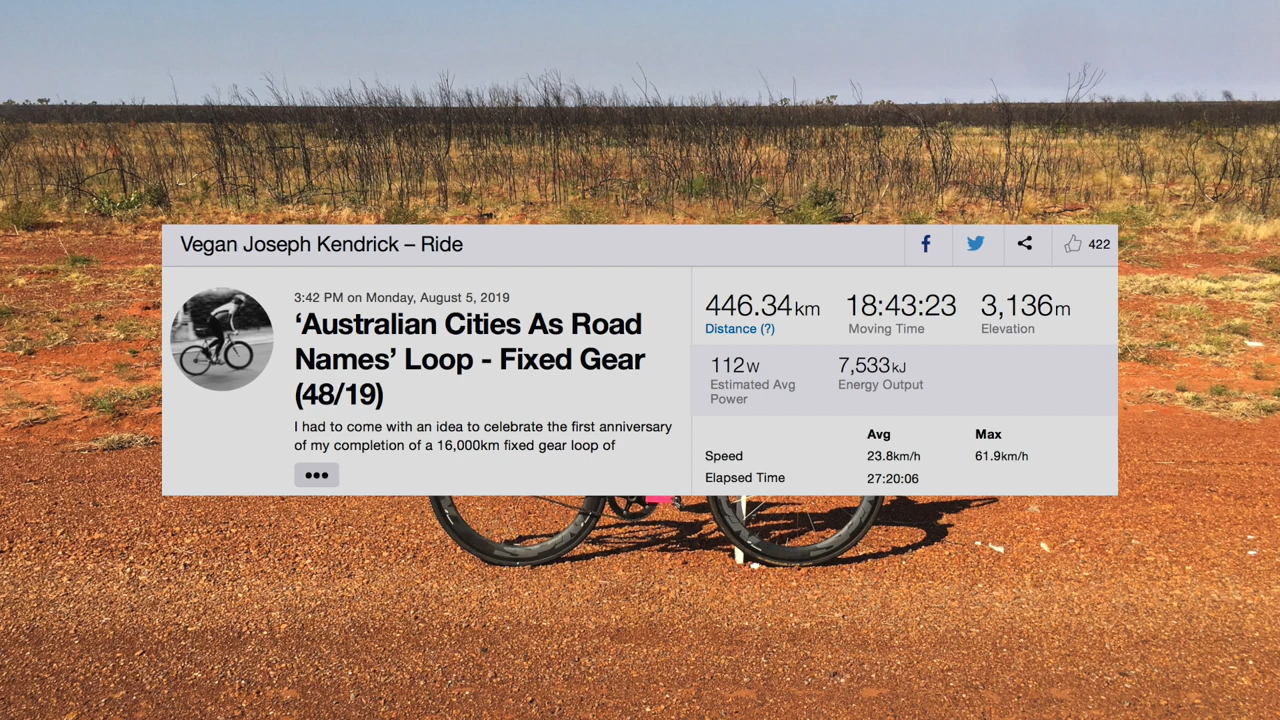 Vegan Joseph Kendrick – Ride
422
3:42 PM on Monday, August 5, 2019
‘Australian Cities As Road
Names’ Loop - Fixed Gear
(48/19)
I had to come with an idea to celebrate the first anniversary
of my completion of a 16,000km fixed gear loop of
446.34km 18:43:23 3,136m
Distance (?) Moving Time Elevation
112W 7,533kJ
Estimated Avg Energy Output
Power
Avg Max
Speed 23.8km/h 61.9km/h
Elapsed Time 27:20:06